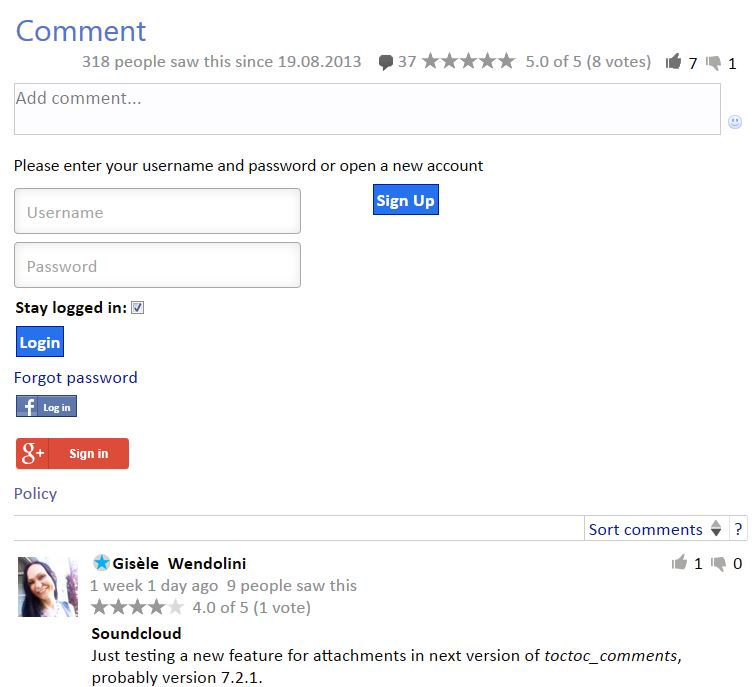 Comment
318 people saw this since 19.08.2013 37 5.0 of 5 (8 votes) 7 1
Add comment...
Please enter your username and password or open a new account
Username
Sign Up
Password
Stay logged in:
Login
Forgot password
f Log in
g+ Sign in
Policy
Sort comments ?
Gisèle Wendolini 1 0
1 week 1 day ago 9 people saw this
4.0 of 5 (1 vote)
Soundcloud
Just testing a new feature for attachments in next version of toctoc_comments,
probably version 7.2.1.